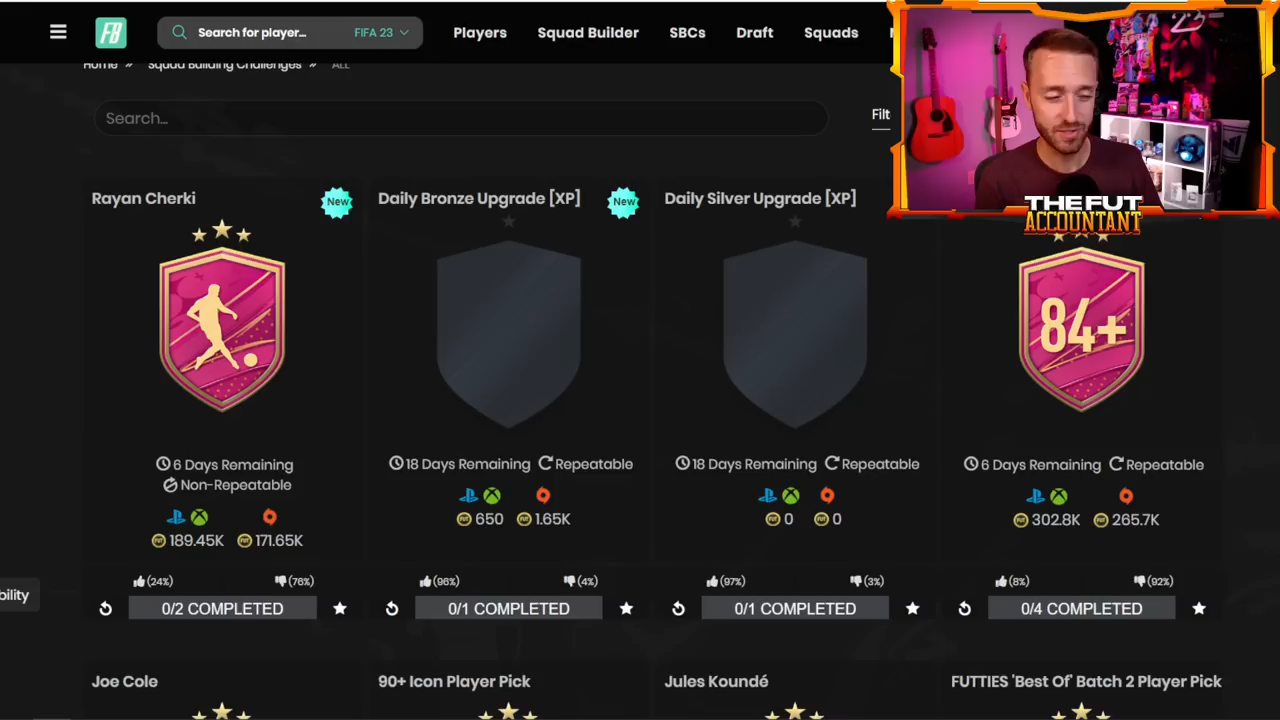 FB
Search for player...
FIFA 23
Players
Squad Builder
SBCs
Draft
Squads
Home » Squad Building Challenges » ALL
Search...
Filt
THE FUT
ACCOUNTANT
Rayan Cherki
New
6 Days Remaining
Non-Repeatable
189.45K
171.65K
(24%)
(76%)
0/2 COMPLETED
Daily Bronze Upgrade [XP]
New
18 Days Remaining
Repeatable
650
1.65K
(96%)
(4%)
0/1 COMPLETED
Daily Silver Upgrade [XP]
18 Days Remaining
Repeatable
0
0
(97%)
(3%)
0/1 COMPLETED
84+
6 Days Remaining
Repeatable
302.8K
265.7K
(8%)
(92%)
0/4 COMPLETED
bility
Joe Cole
90+ Icon Player Pick
Jules Koundé
FUTTIES 'Best Of' Batch 2 Player Pick